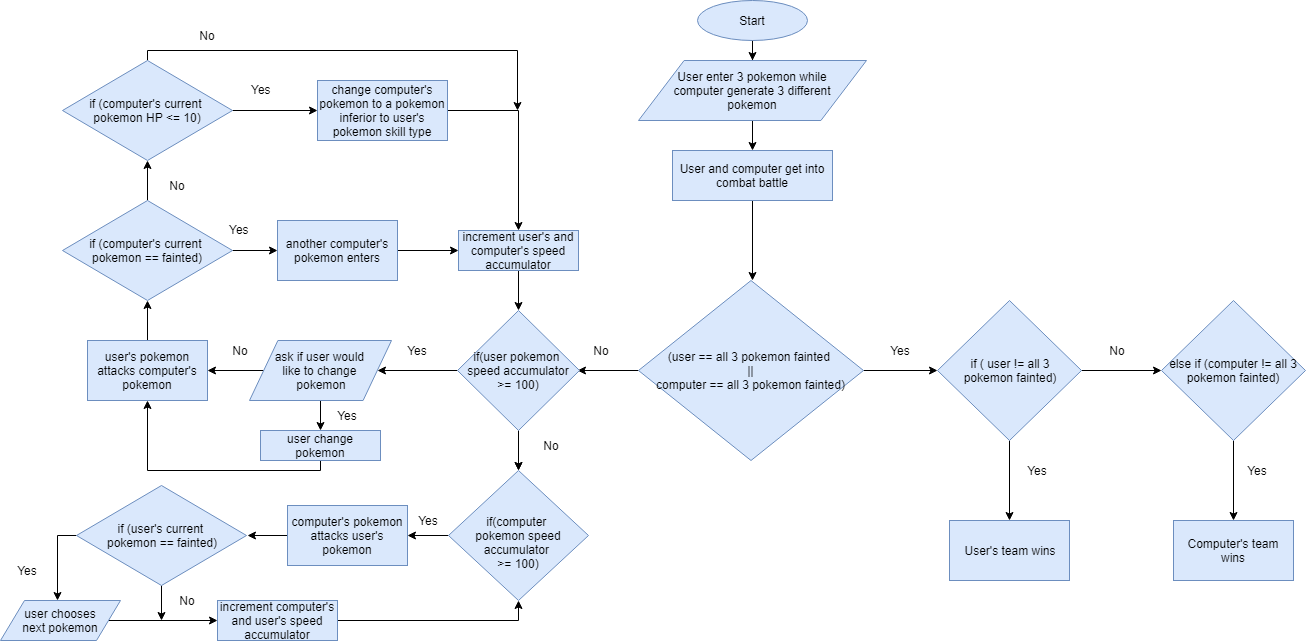 Start
User enter 3 pokemon while
computer generate 3 different
pokemon
User and computer get into
combat battle
(user == all 3 pokemon fainted
||
computer == all 3 pokemon fainted)
Yes
if ( user != all 3
pokemon fainted)
No
else if (computer != all 3
pokemon fainted)
Yes
User's team wins
Yes
Computer's team
wins
No
if(user pokemon
speed accumulator
>= 100)
Yes
ask if user would
like to change
pokemon
Yes
user change
pokemon
No
user's pokemon
attacks computer's
pokemon
if (computer's current
pokemon == fainted)
Yes
another computer's
pokemon enters
No
if (computer's current
pokemon HP <= 10)
Yes
change computer's
pokemon to a pokemon
inferior to user's
pokemon skill type
No
increment user's and
computer's speed
accumulator
No
if(computer
pokemon speed
accumulator
>= 100)
Yes
computer's pokemon
attacks user's
pokemon
if (user's current
pokemon == fainted)
Yes
user chooses
next pokemon
No
increment computer's
and user's speed
accumulator